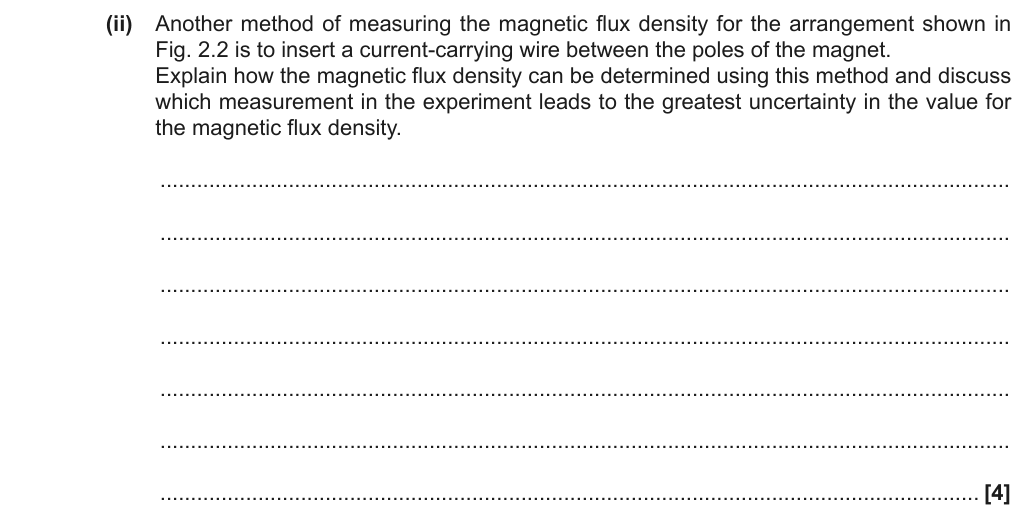 (ii) Another method of measuring the magnetic flux density for the arrangement shown in
Fig. 2.2 is to insert a current-carrying wire between the poles of the magnet.
Explain how the magnetic flux density can be determined using this method and discuss
which measurement in the experiment leads to the greatest uncertainty in the value for
the magnetic flux density.
[4]